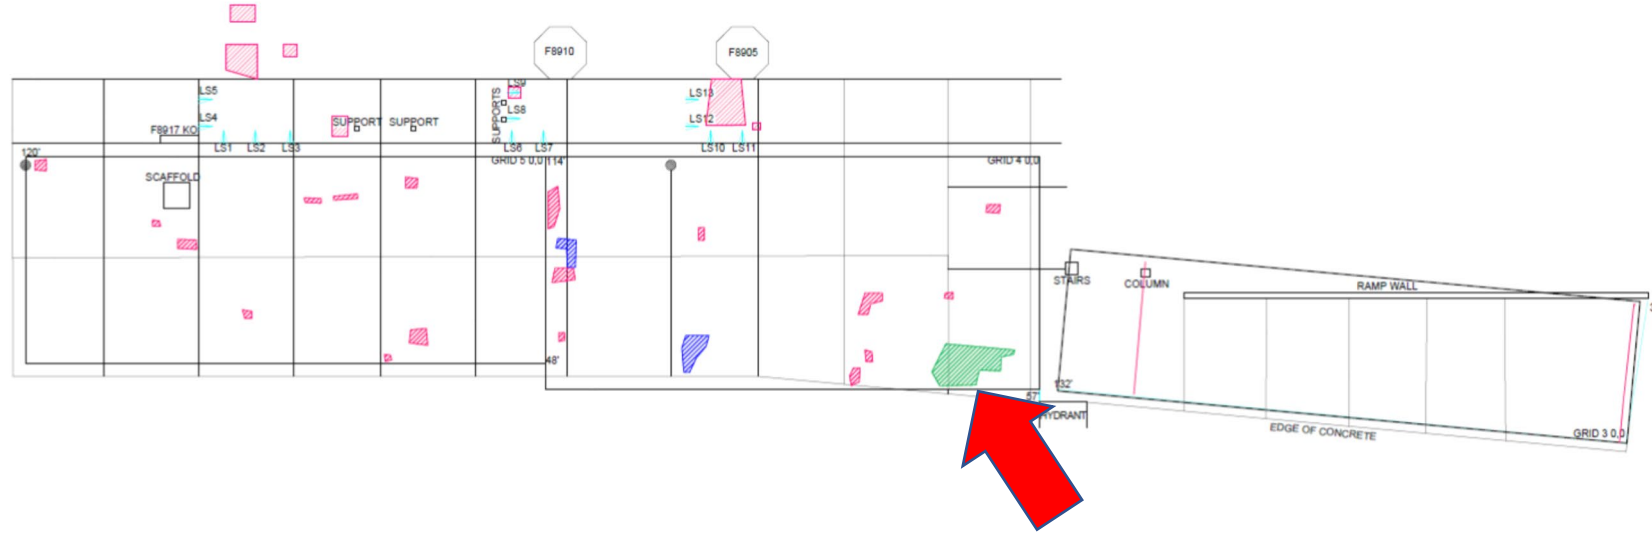 F8910
F8905
LS5
LS9
LS13
LS4
LS8
LS12
SUPPORTS
SUPPORT
SUPPORT
F8917 KO
LS1
LS2
LS3
LS6
LS7
LS10
LS11
120'
GRID 5 0,0
114'
GRID 4 0,0
SCAFFOLD
STAIRS
COLUMN
RAMP WALL
48'
132'
57'
HYDRANT
EDGE OF CONCRETE
GRID 3 0,0